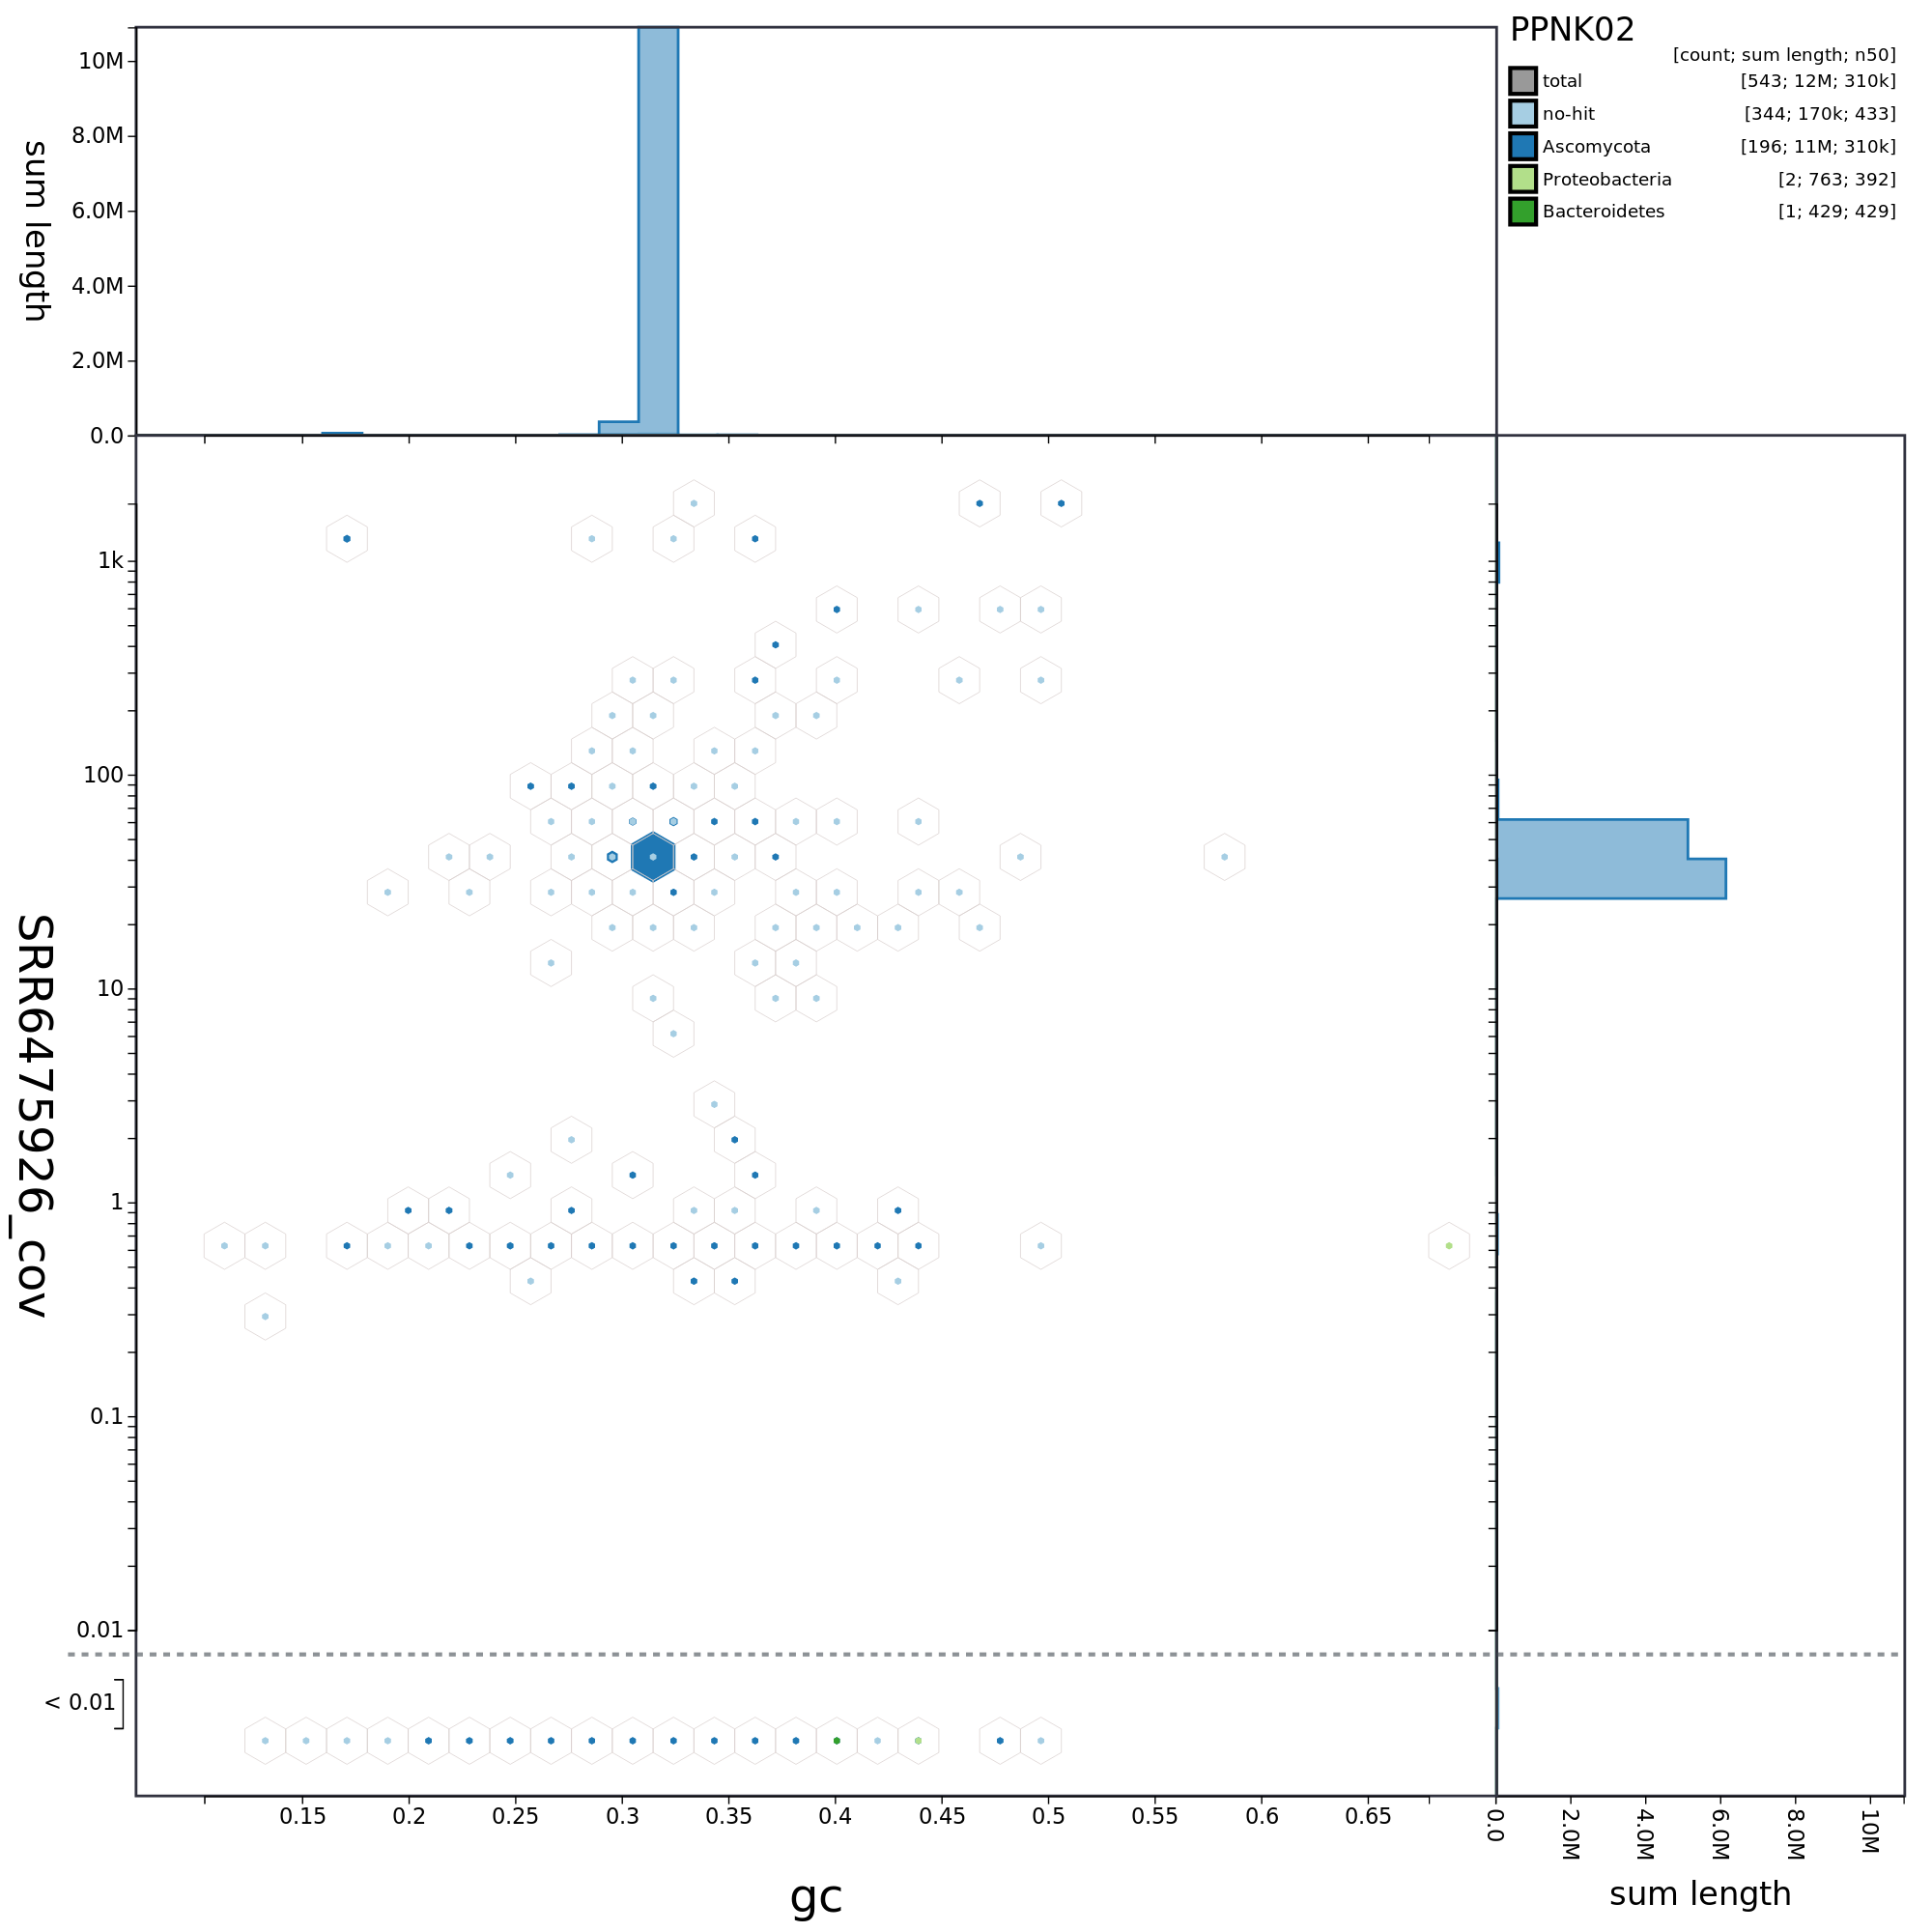 PPNK02
[count; sum length; n50]
total [543; 12M; 310k]
no-hit [344; 170k; 433]
Ascomycota [196; 11M; 310k]
Proteobacteria [2; 763; 392]
Bacteroidetes [1; 429; 429]
sum length
10M
8.0M
6.0M
4.0M
2.0M
0.0
SRR6475926_cov
1k
100
10
1
0.1
0.01
< 0.01
0.15 0.2 0.25 0.3 0.35 0.4 0.45 0.5 0.55 0.6 0.65
gc
0.0 2.0M 4.0M 6.0M 8.0M 10M
sum length